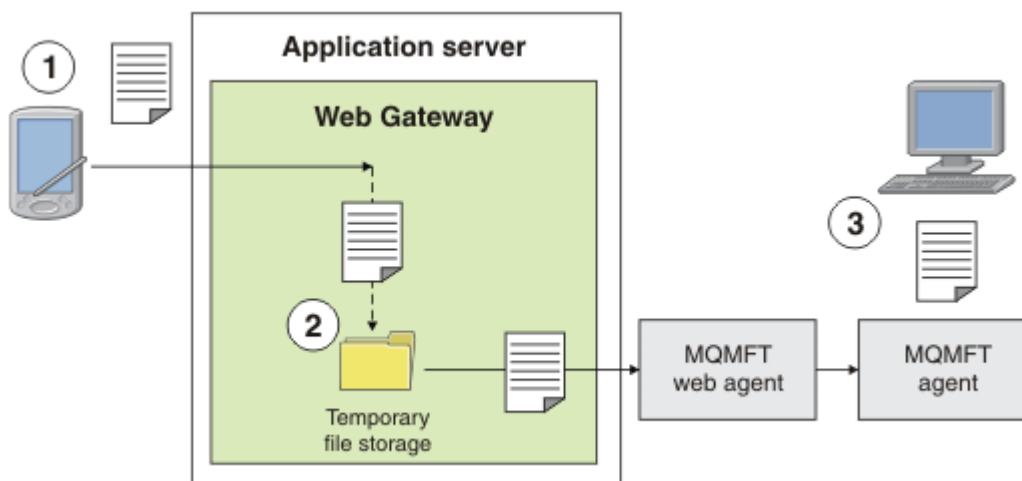 1
Application server
Web Gateway
2
Temporary
file storage
MQMFT
web agent
3
MQMFT
agent